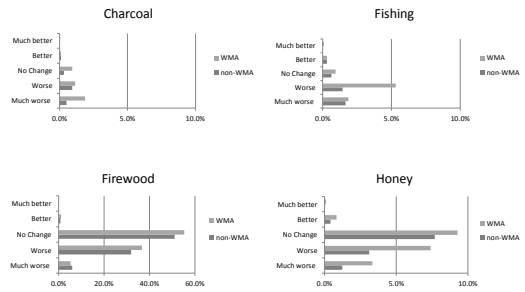 Charcoal
Much better
Better
No Change
Worse
Much worse
0.0%
5.0%
10.0%
WMA
non-WMA
Fishing
Much better
Better
No Change
Worse
Much worse
0.0%
5.0%
10.0%
WMA
non-WMA
Firewood
Much better
Better
No Change
Worse
Much worse
0.0%
20.0%
40.0%
60.0%
WMA
non-WMA
Honey
Much better
Better
No Change
Worse
Much worse
0.0%
5.0%
10.0%
WMA
non-WMA